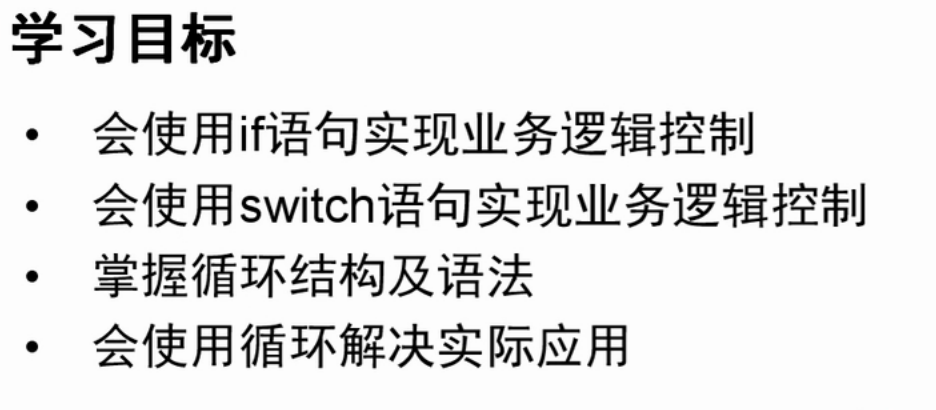 学习目标
• 会使用if语句实现业务逻辑控制
• 会使用switch语句实现业务逻辑控制
• 掌握循环结构及语法
• 会使用循环解决实际应用